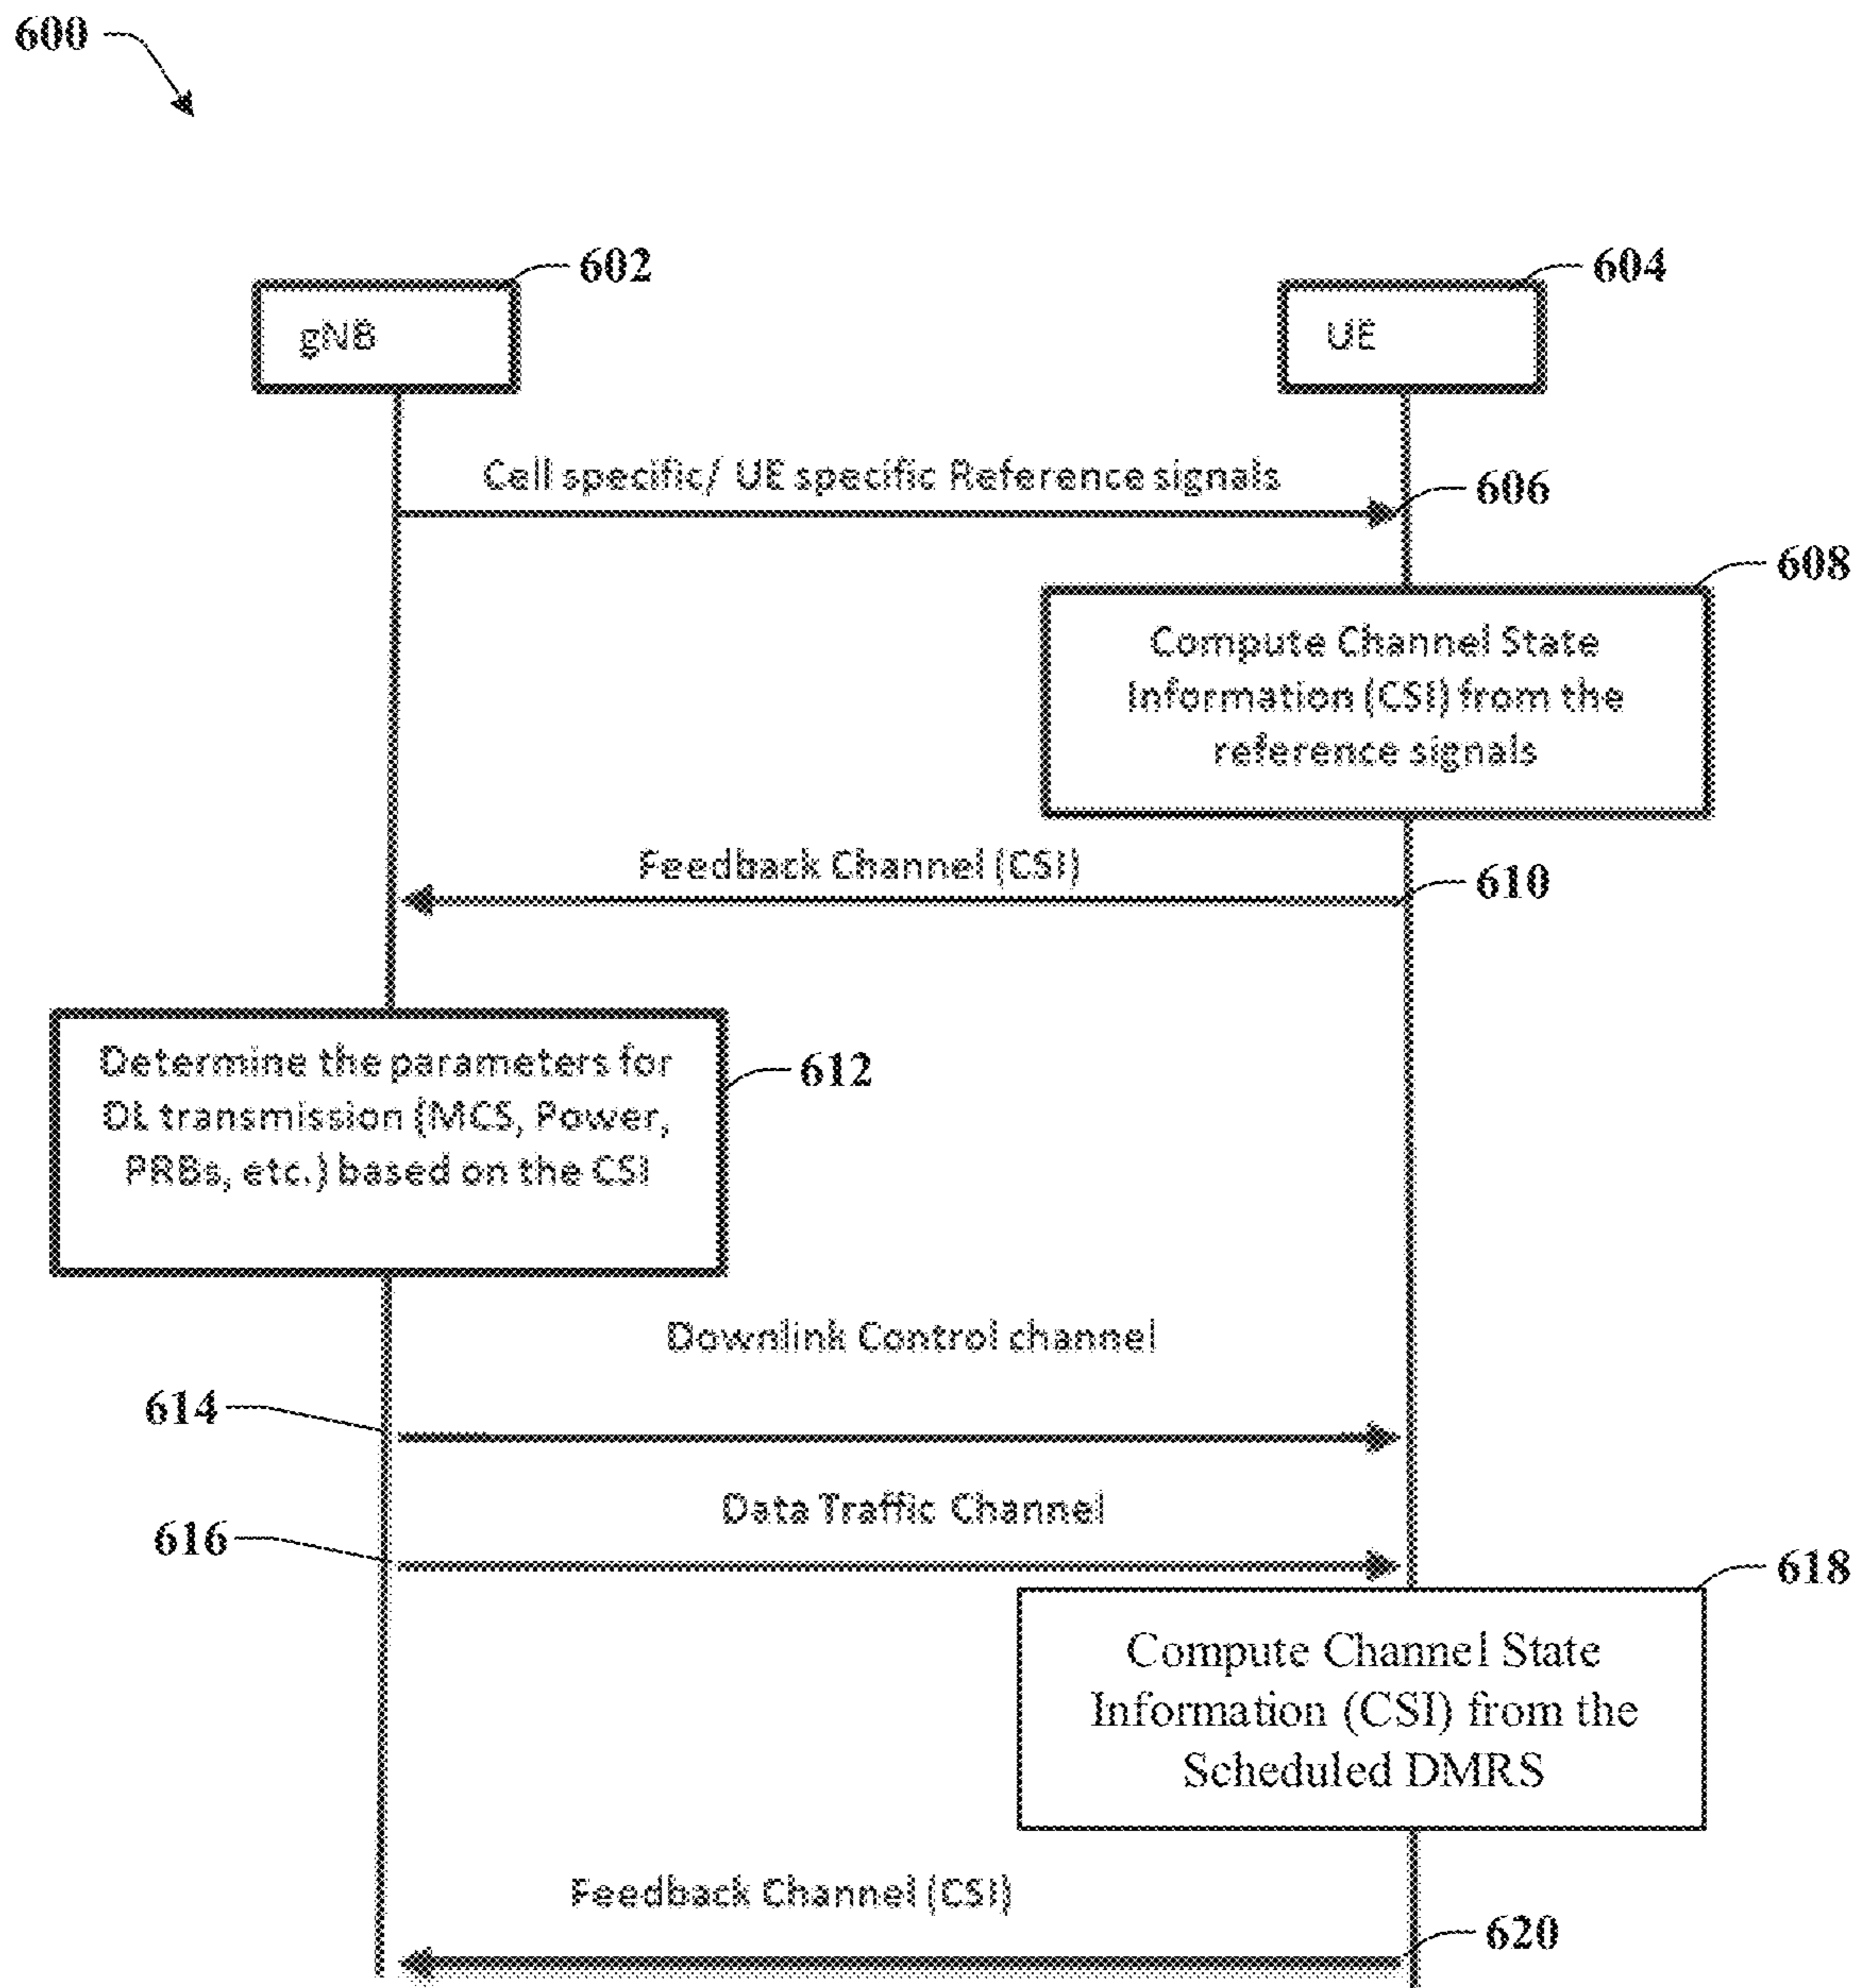 600
602
604
gNB
UE
Cell specific/ UE specific Reference signals
606
608
Compute Channel State
Information (CSI) from the
reference signals
Feedback Channel (CSI)
610
Determine the parameters for
DL transmission (MCS, Power,
PRBs, etc.) based on the CSI
612
Downlink Control channel
614
Data Traffic Channel
616
618
Compute Channel State
Information (CSI) from the
Scheduled DMRS
Feedback Channel (CSI)
620